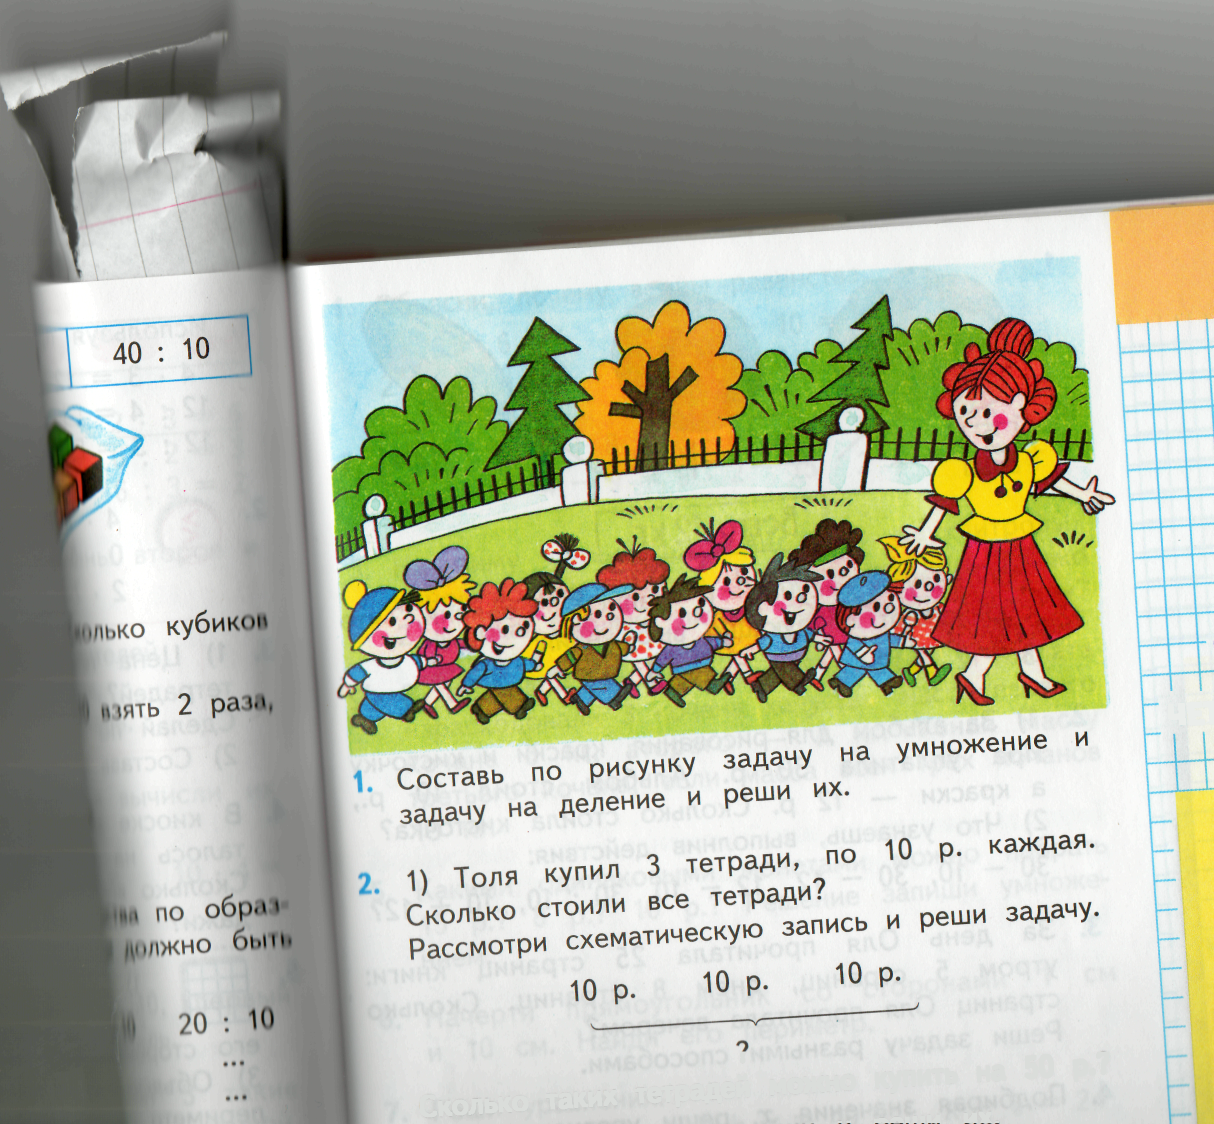 40 : 10
кубиков
взять 2 раза,
по образ-
должно быть
20 : 10
...
...
1. Составь по рисунку задачу на умножение и
задачу на деление и реши их.
2. 1) Толя купил 3 тетради, по 10 р. каждая.
Сколько стоили все тетради?
Рассмотри схематическую запись и реши задачу.
10 р. 10 р. 10 р.
?